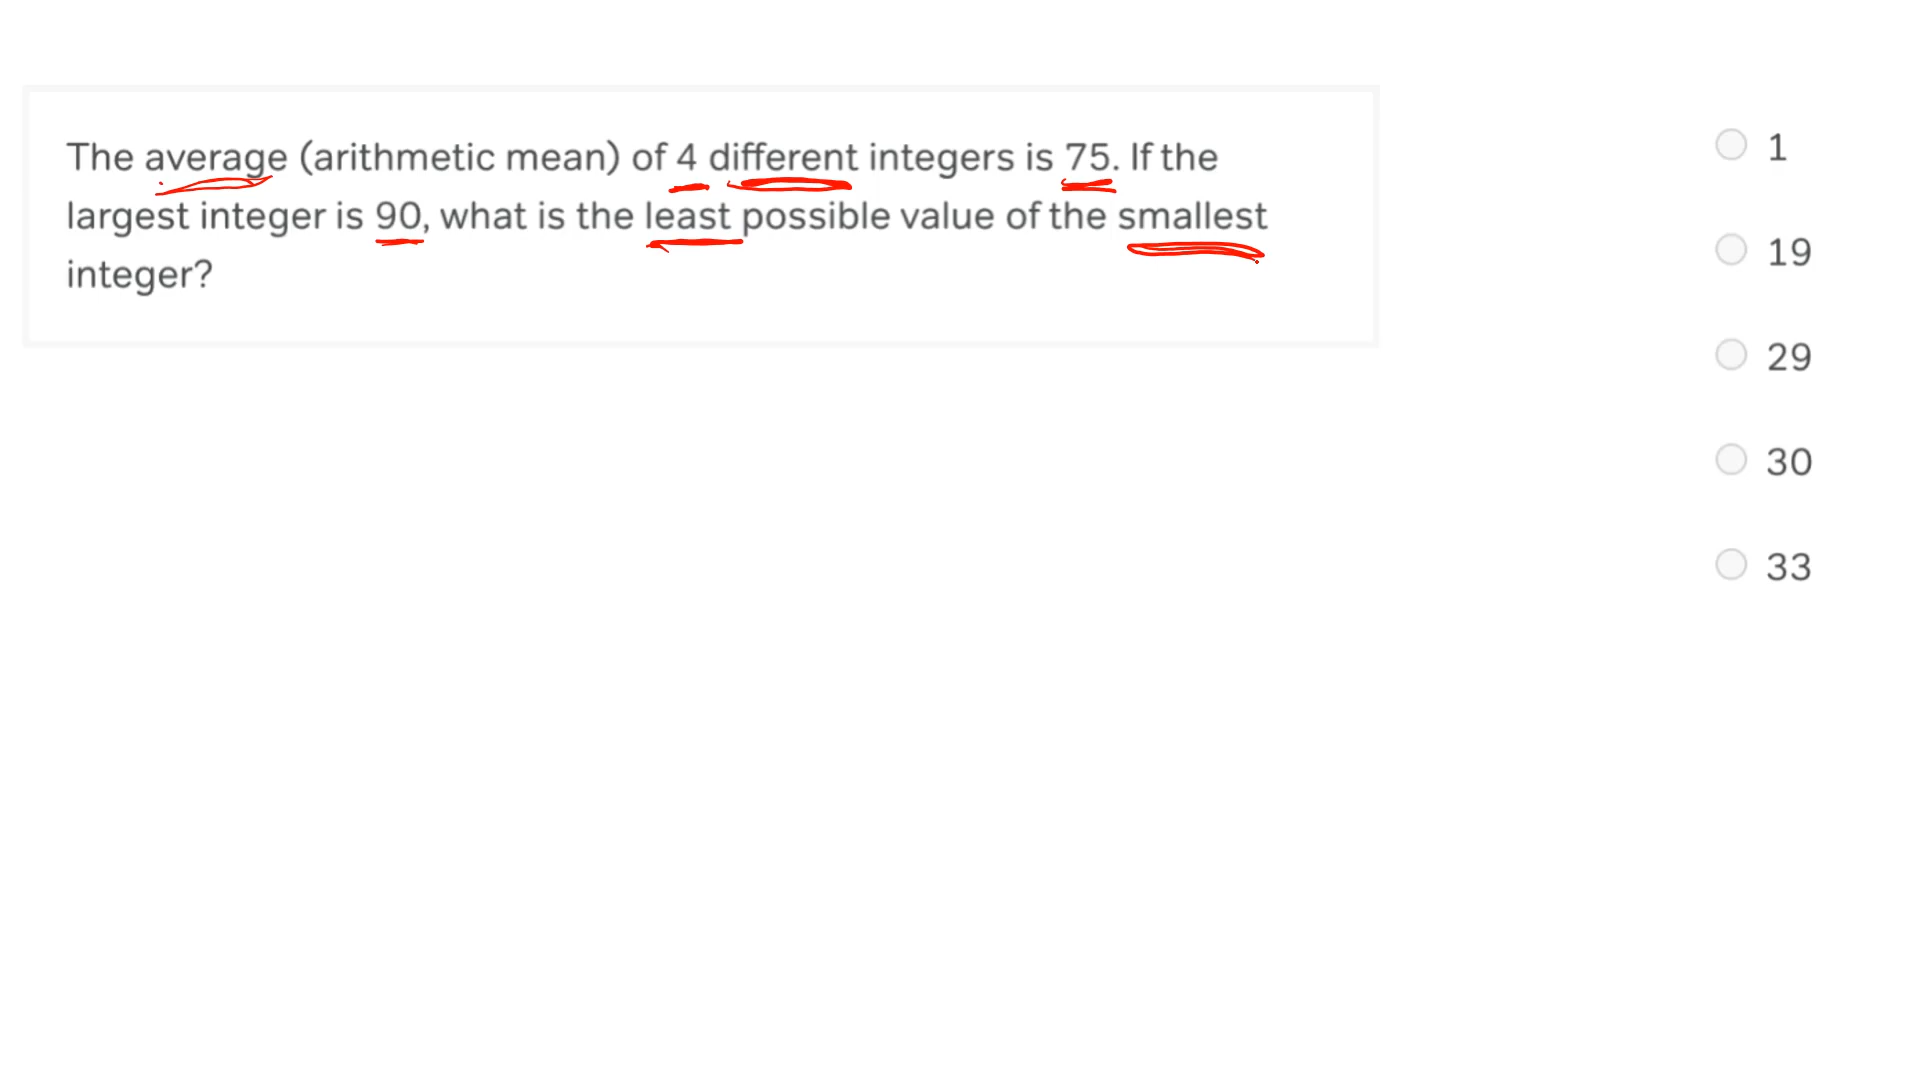 The average (arithmetic mean) of 4 different integers is 75. If the
largest integer is 90, what is the least possible value of the smallest
integer?
1
19
29
30
33